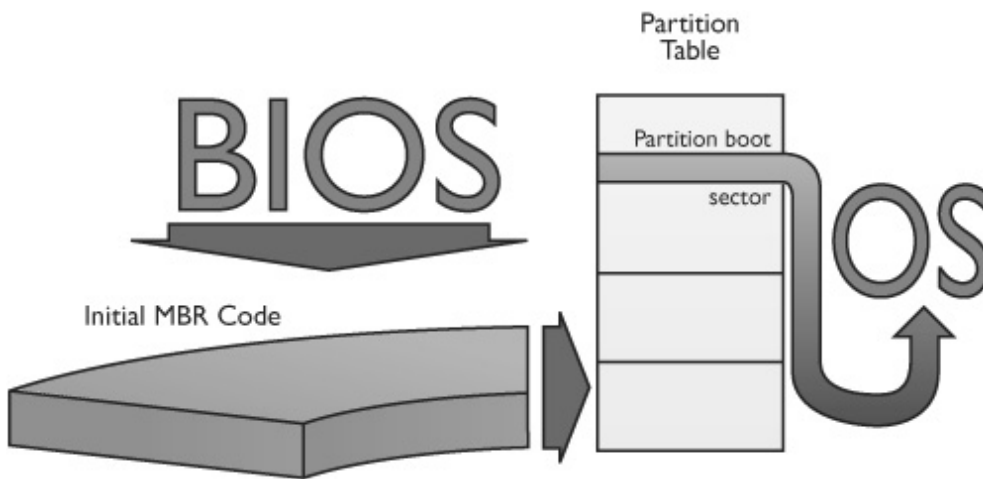 Partition
Table
BIOS
Partition boot
sector
OS
Initial MBR Code